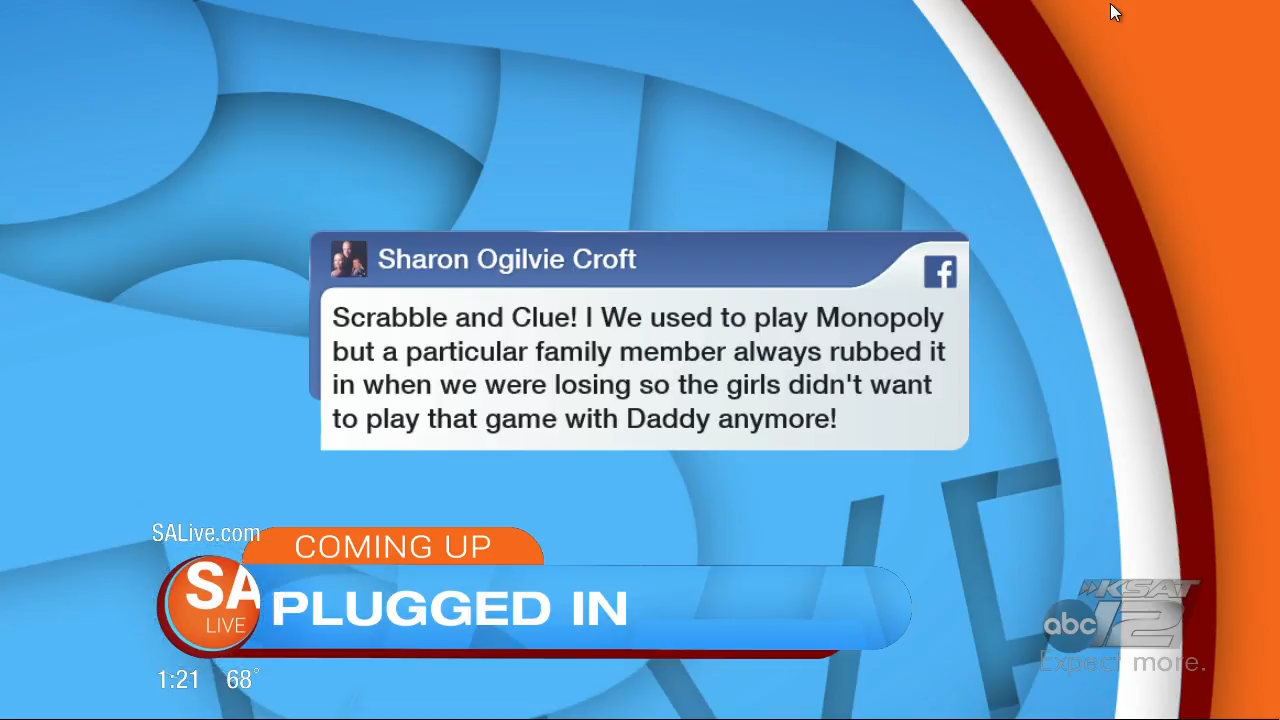 Sharon Ogilvie Croft
f
Scrabble and Clue! I We used to play Monopoly
but a particular family member always rubbed it
in when we were losing so the girls didn't want
to play that game with Daddy anymore!
SALive.com
COMING UP
SA
LIVE
PLUGGED IN
1:21 68°
KSAT
abc 12
Expect more.